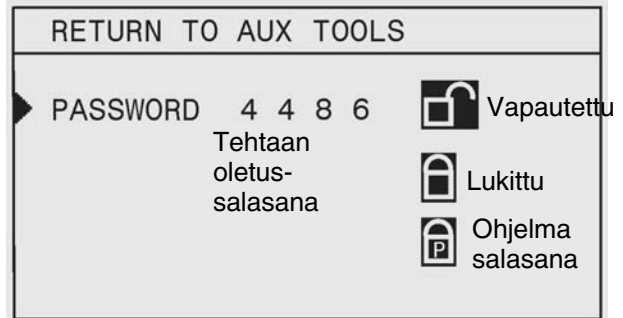 RETURN TO AUX TOOLS
PASSWORD 4 4 8 6
Tehtaan
oletus-
salasana
Vapautettu
Lukittu
P
Ohjelma
salasana